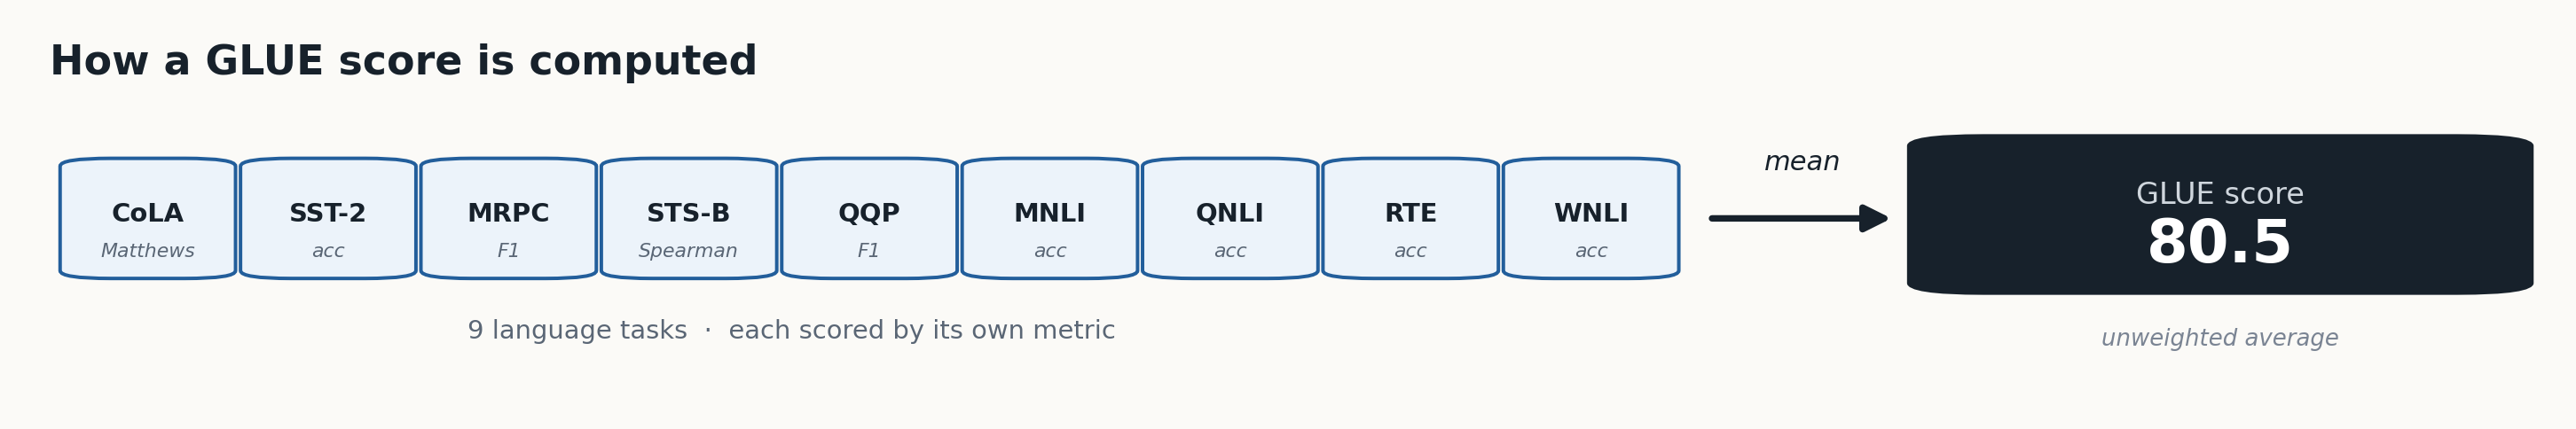 How a GLUE score is computed
CoLA
Matthews
SST-2
acc
MRPC
F1
STS-B
Spearman
QQP
F1
MNLI
acc
QNLI
acc
RTE
acc
WNLI
acc
mean
GLUE score
80.5
9 language tasks · each scored by its own metric
unweighted average